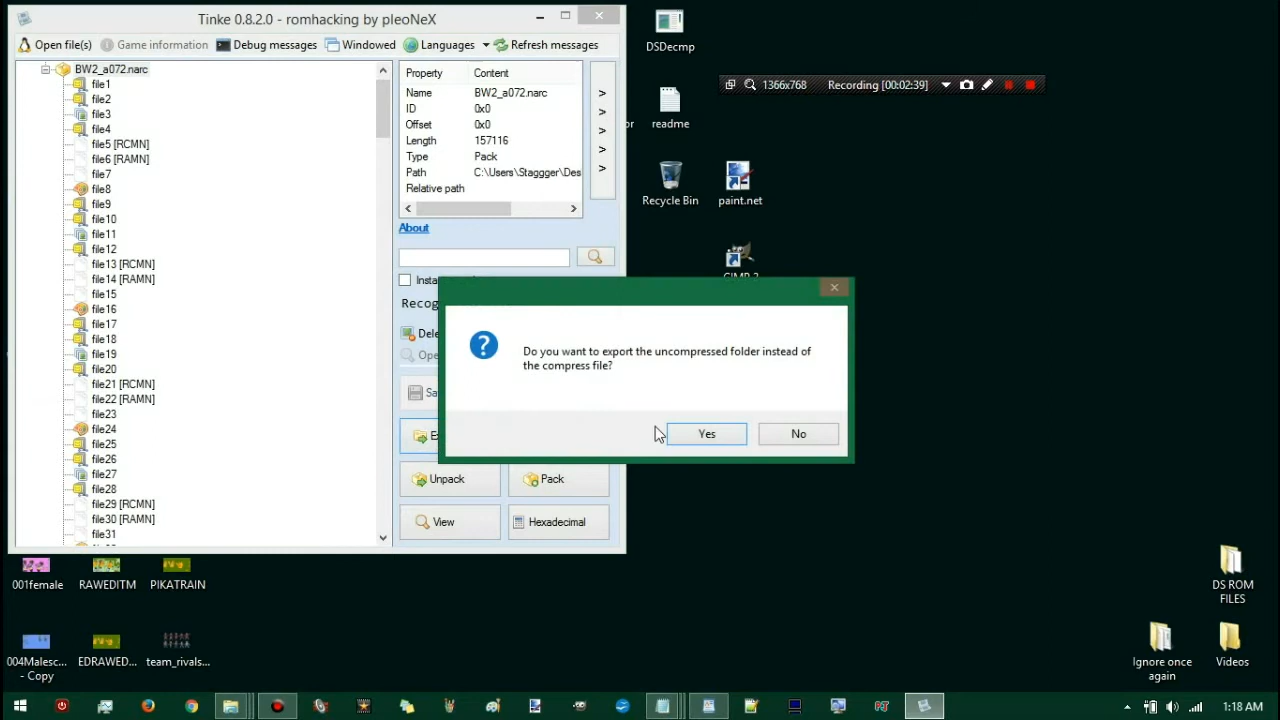 Tinke 0.8.2.0 - romhacking by pleoNeX
Open file(s) Game information Debug messages Windowed Languages Refresh messages
BW2_a072.narc
file1
file2
file3
file4
file5 [RCMN]
file6 [RAMN]
file7
file8
file9
file10
file11
file12
file13 [RCMN]
file14 [RAMN]
file15
file16
file17
file18
file19
file20
file21 [RCMN]
file22 [RAMN]
file23
file24
file25
file26
file27
file28
file29 [RCMN]
file30 [RAMN]
file31
Property Content
Name BW2_a072.narc
ID 0x0
Offset 0x0
Length 157116
Type Pack
Path C:\Users\Staggger\Des
Relative path
>
>
>
>
>
About
Unpack Pack
View Hexadecimal
Do you want to export the uncompressed folder instead of
the compress file?
Yes No
DSDecmp
readme
Recycle Bin paint.net
1366x768 Recording [00:02:39]
001female RAWEDITM PIKATRAIN
004Malesc... EDRAWED... team_rivals...
- Copy
DS ROM
FILES
Ignore once Videos
again
1:18 AM